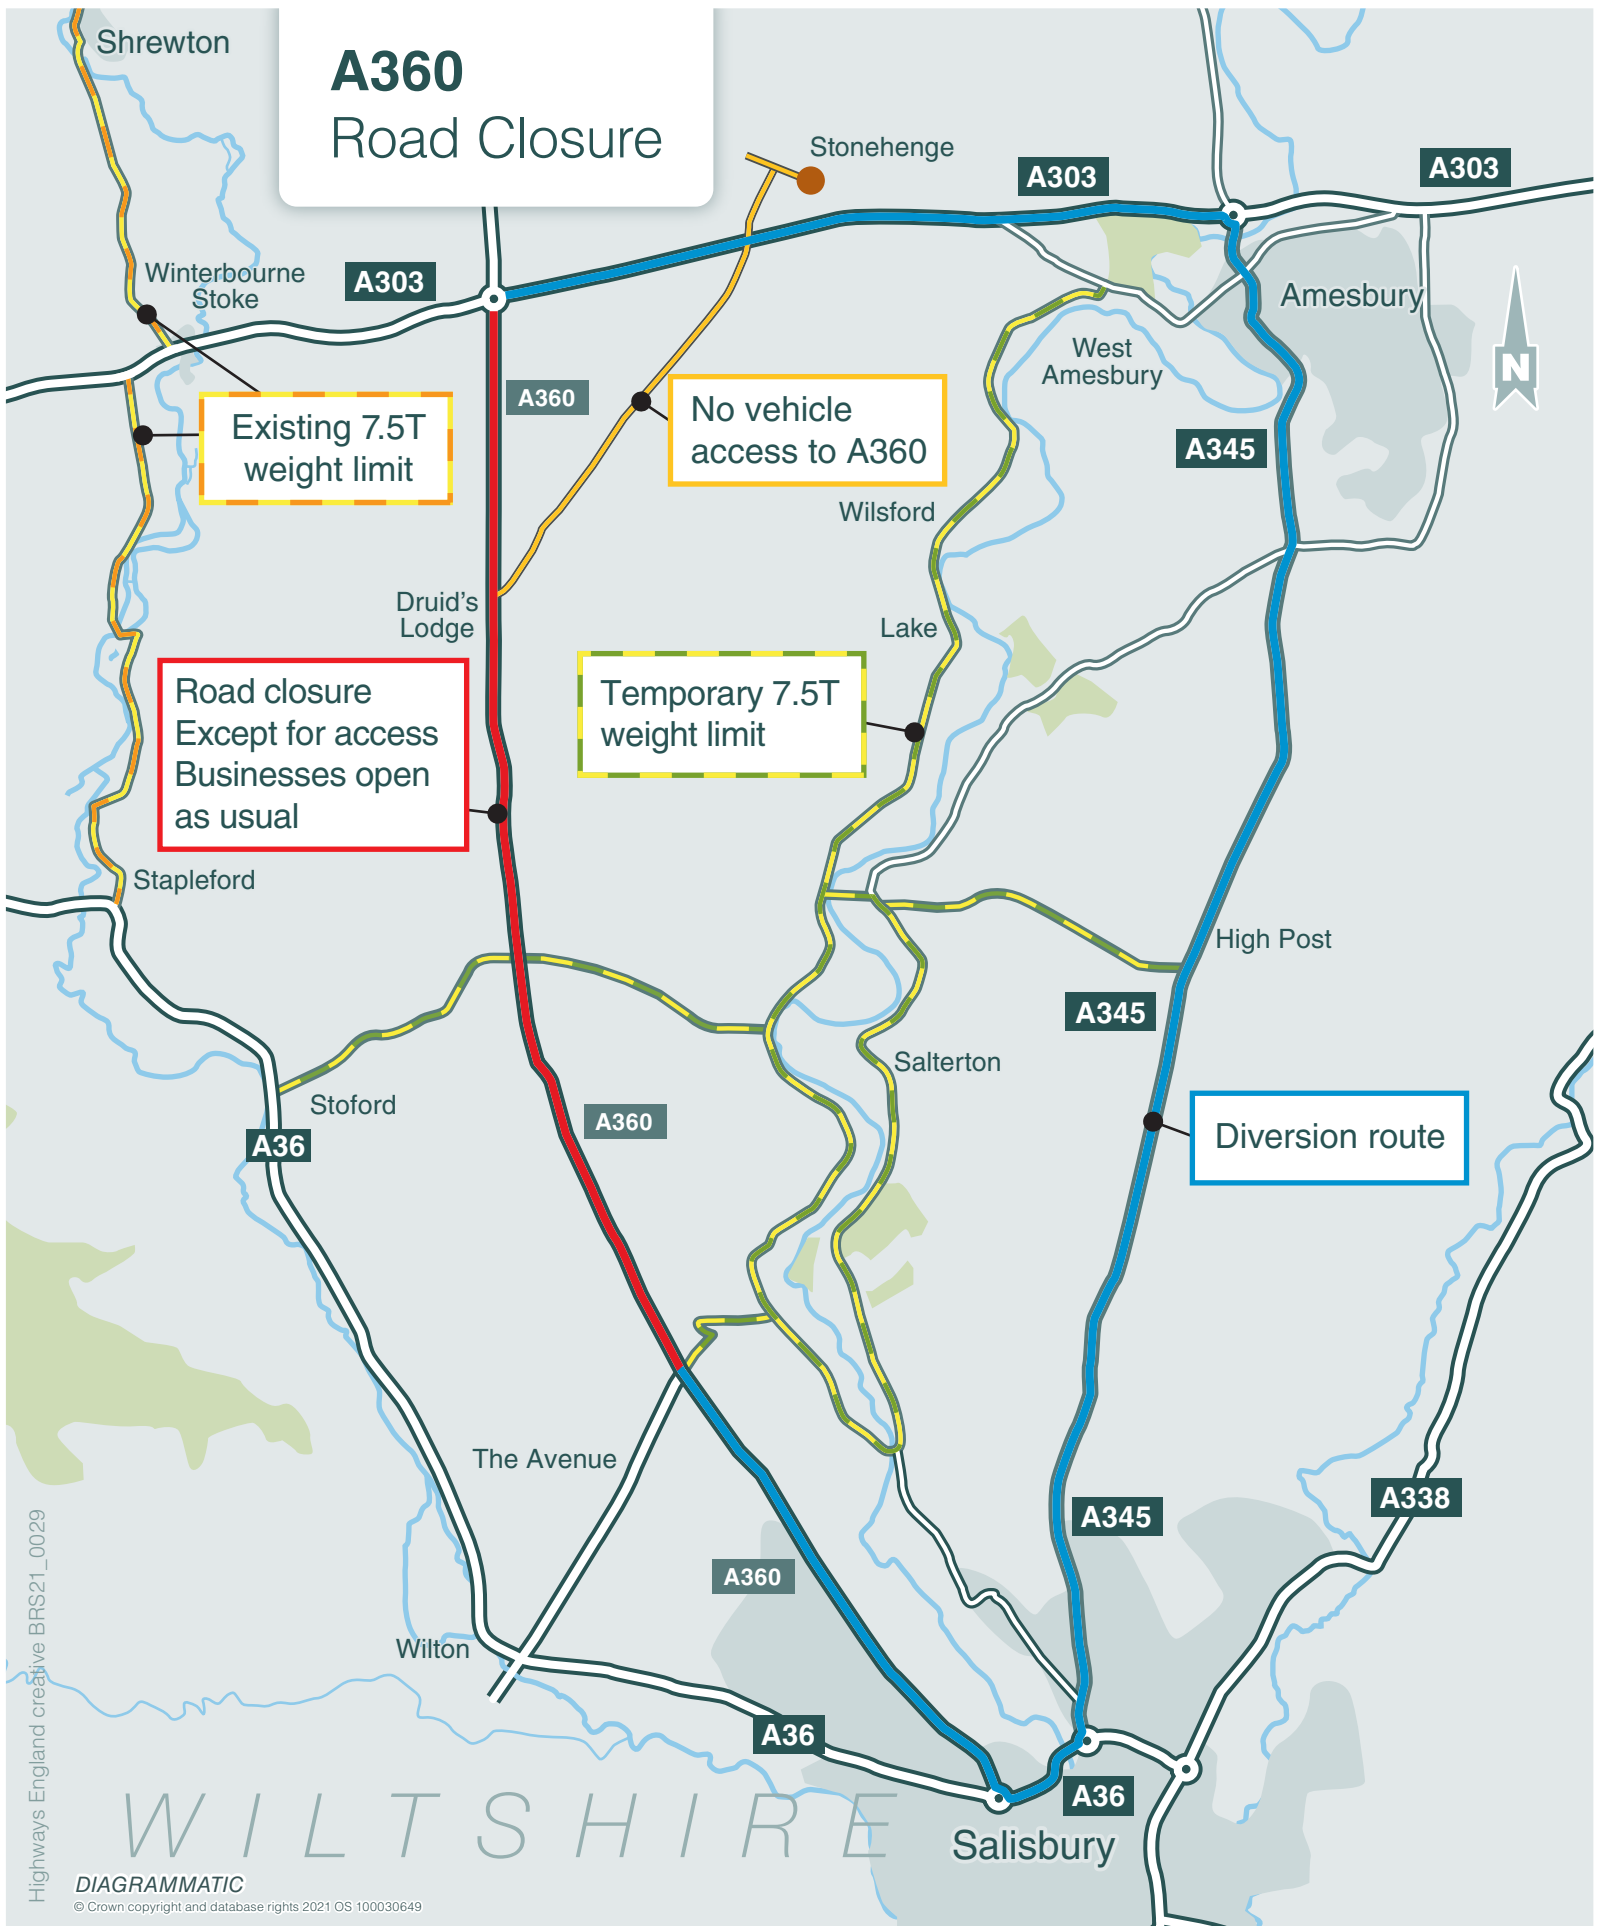 Shrewton
A360
Road Closure
Stonehenge
A303
A303
Winterbourne
Stoke
A303
Amesbury
N
West
Amesbury
A360
Existing 7.5T
weight limit
No vehicle
access to A360
A345
Wilsford
Druid's
Lodge
Lake
Road closure
Except for access
Businesses open
as usual
Temporary 7.5T
weight limit
Stapleford
High Post
A345
Salterton
Stoford
A36
A360
Diversion route
The Avenue
A338
A345
A360
Wilton
A36
A36
WILTSHIRE
Salisbury
Highways England creative BRS21_0029
DIAGRAMMATIC
© Crown copyright and database rights 2021 OS 100030649